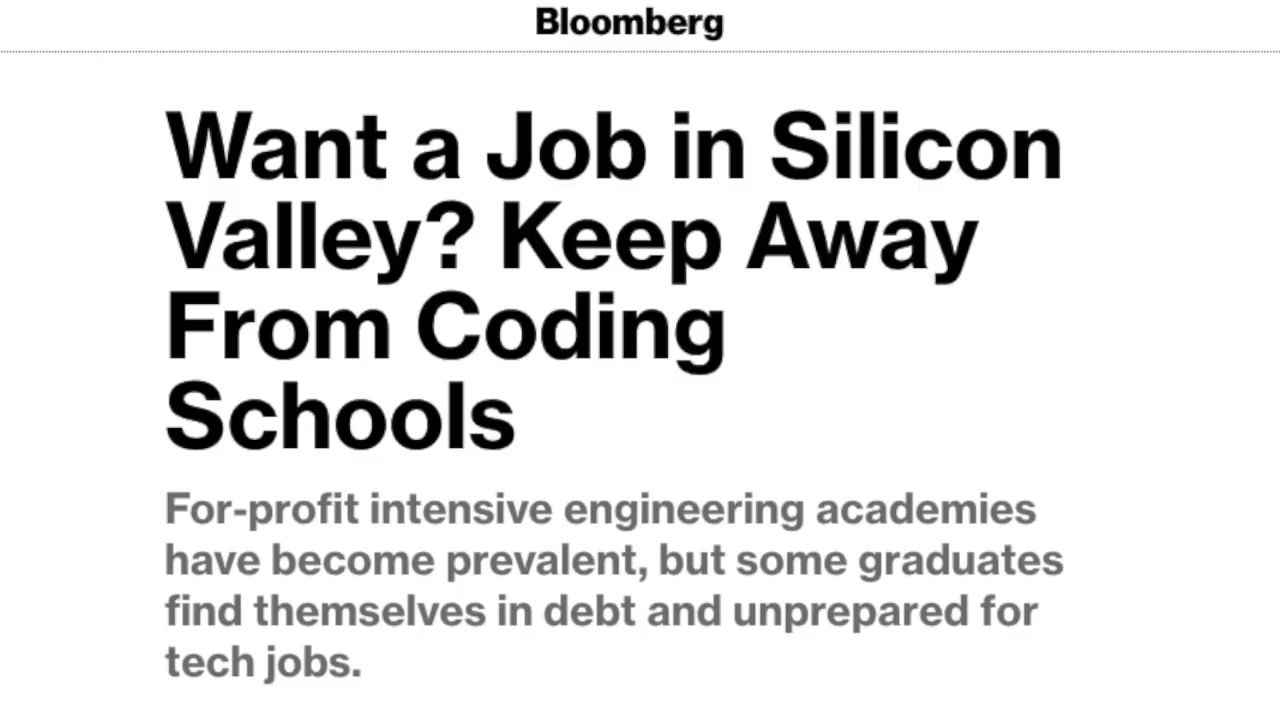 Bloomberg
Want a Job in Silicon
Valley? Keep Away
From Coding
Schools
For-profit intensive engineering academies
have become prevalent, but some graduates
find themselves in debt and unprepared for
tech jobs.